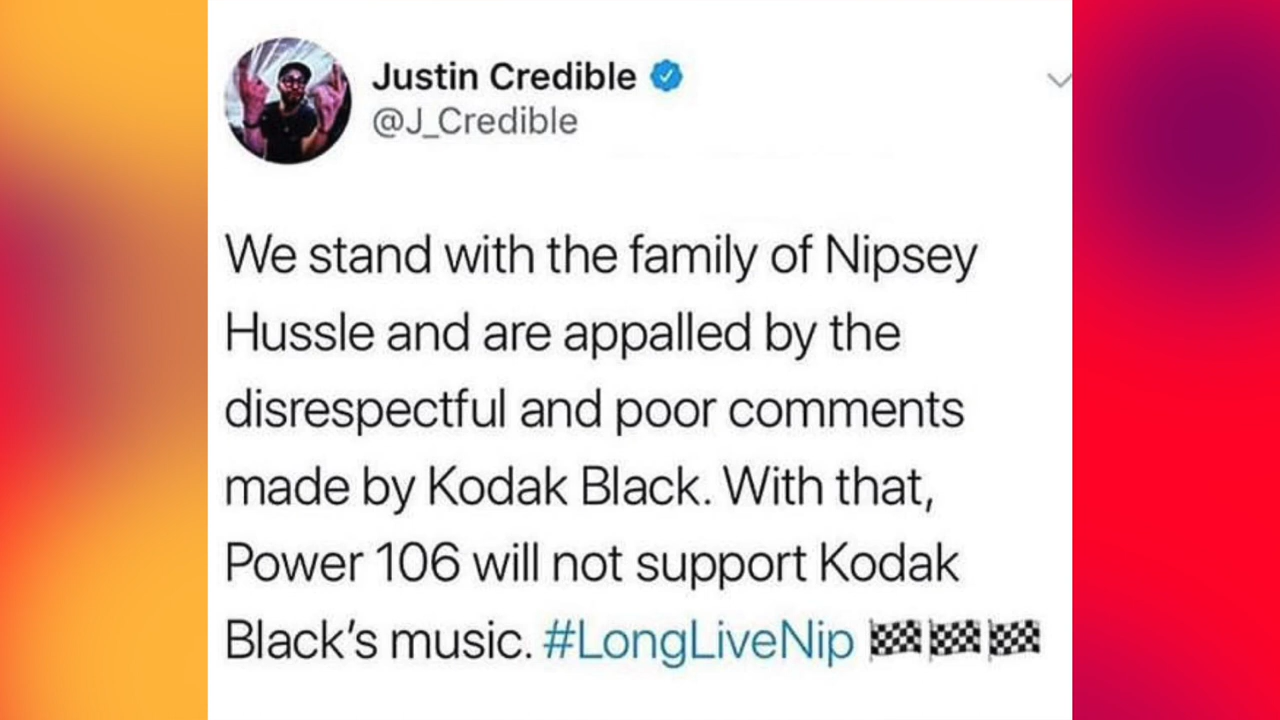 Justin Credible
@J_Credible
We stand with the family of Nipsey
Hussle and are appalled by the
disrespectful and poor comments
made by Kodak Black. With that,
Power 106 will not support Kodak
Black's music. #LongLiveNip 🏁🏁🏁